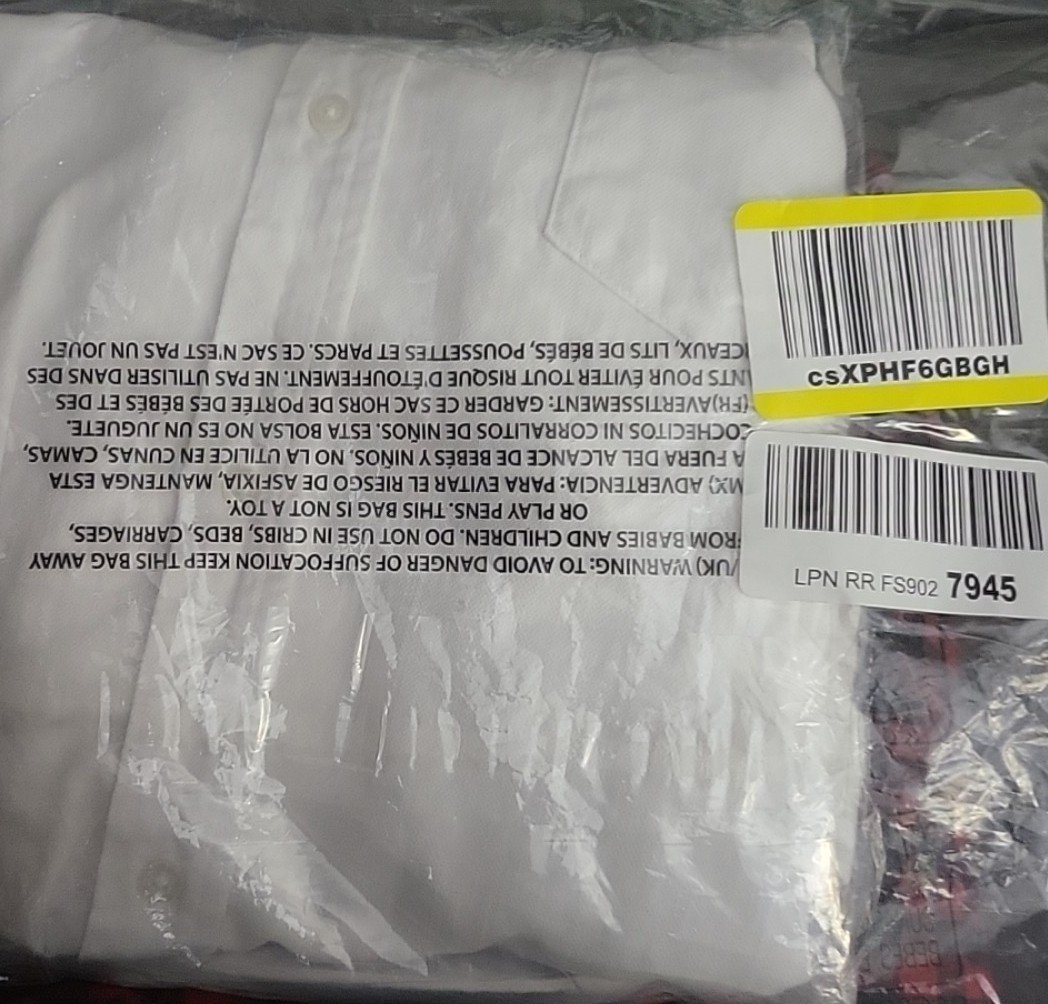 /UK) WARNING: TO AVOID DANGER OF SUFFOCATION KEEP THIS BAG AWAY
FROM BABIES AND CHILDREN. DO NOT USE IN CRIBS, BEDS, CARRIAGES,
OR PLAY PENS. THIS BAG IS NOT A TOY.
MX) ADVERTENCIA: PARA EVITAR EL RIESGO DE ASFIXIA, MANTENGA ESTA
A FUERA DEL ALCANCE DE BEBÉS Y NIÑOS. NO LA UTILICE EN CUNAS, CAMAS,
COCHECITOS NI CORRALITOS DE NIÑOS. ESTA BOLSA NO ES UN JUGUETE.
(FR)AVERTISSEMENT: GARDER CE SAC HORS DE PORTÉE DES BÉBÉS ET DES
NTS POUR ÉVITER TOUT RISQUE D'ÉTOUFFEMENT. NE PAS UTILISER DANS DES
CEAUX, LITS DE BÉBÉS, POUSSETTES ET PARCS. CE SAC N'EST PAS UN JOUET.
csXPHF6GBGH
LPN RR FS902 7945